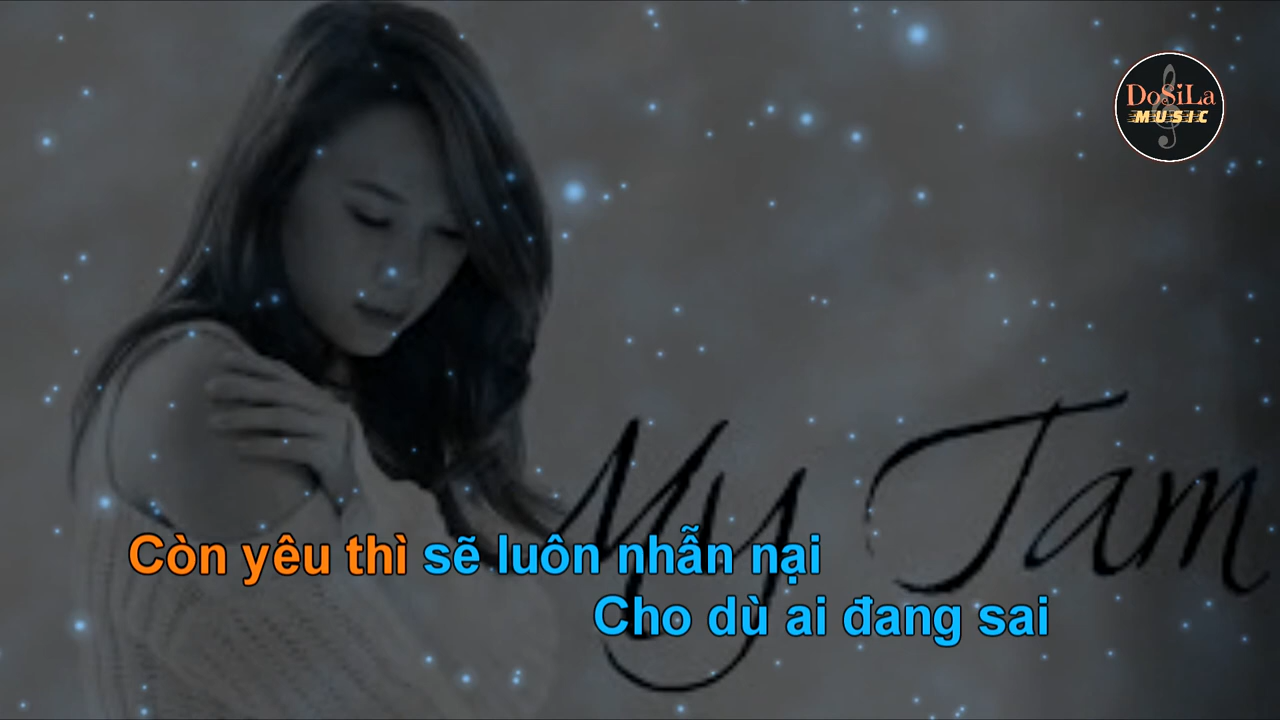 DoSiLa
MUSIC
My Tam
Còn yêu thì sẽ luôn nhẫn nại
Cho dù ai đang sai